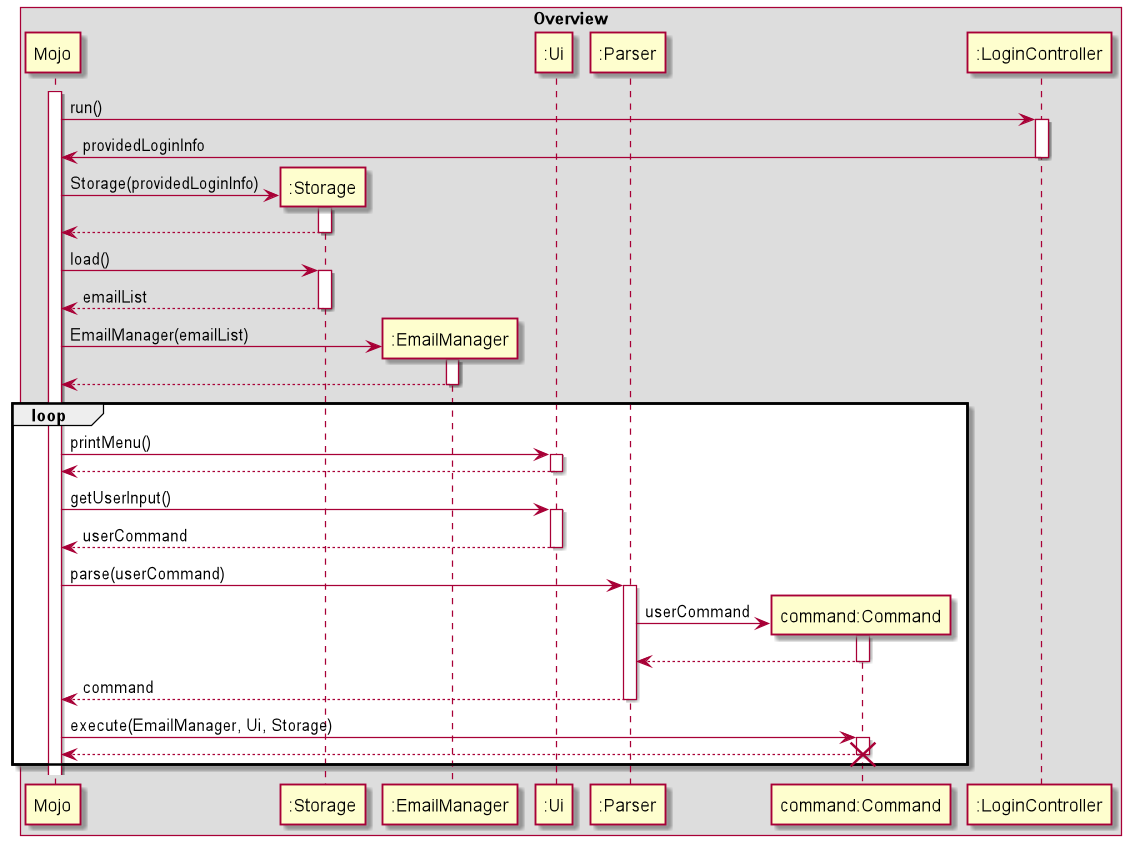 Overview
Mojo
:Ui
:Parser
:LoginController
run()
providedLoginInfo
Storage(providedLoginInfo)
:Storage
load()
emailList
EmailManager(emailList)
:EmailManager
loop
printMenu()
getUserInput()
userCommand
parse(userCommand)
userCommand
command:Command
command
execute(EmailManager, Ui, Storage)
Mojo
:Storage
:EmailManager
:Ui
:Parser
command:Command
:LoginController